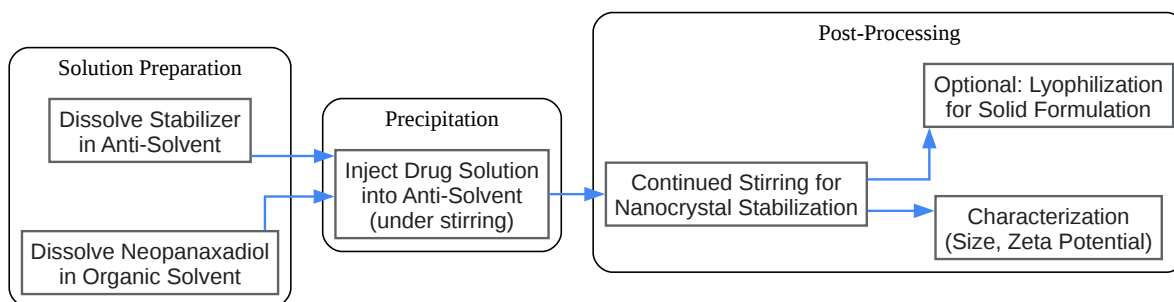 Solution Preparation
Dissolve Stabilizer
in Anti-Solvent
Dissolve Neopanaxadiol
in Organic Solvent
Precipitation
Inject Drug Solution
into Anti-Solvent
(under stirring)
Post-Processing
Continued Stirring for
Nanocrystal Stabilization
Optional: Lyophilization
for Solid Formulation
Characterization
(Size, Zeta Potential)